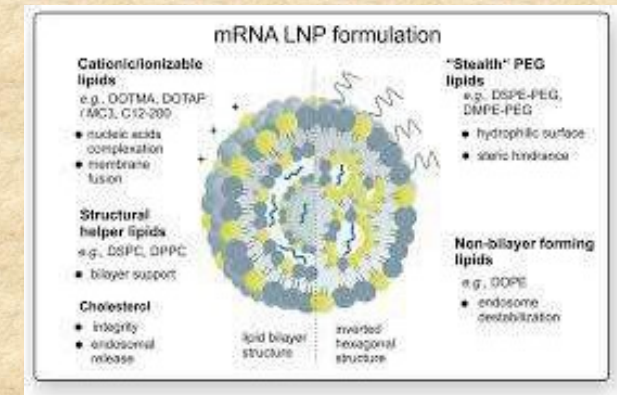 mRNA LNP formulation
Cationic/ionizable
lipids
e.g., DOTMA, DOTAP
/ MC3, C12-200
• nucleic acids
complexation
• membrane
fusion
Structural
helper lipids
e.g., DSPC, DPPC
• bilayer support
Cholesterol
• integrity
• endosomal
release
lipid bilayer
structure
inverted
hexagonal
structure
"Stealth" PEG
lipids
e.g., DSPE-PEG,
DMPE-PEG
• hydrophilic surface
• steric hindrance
Non-bilayer forming
lipids
e.g., DOPE
• endosome
destabilization